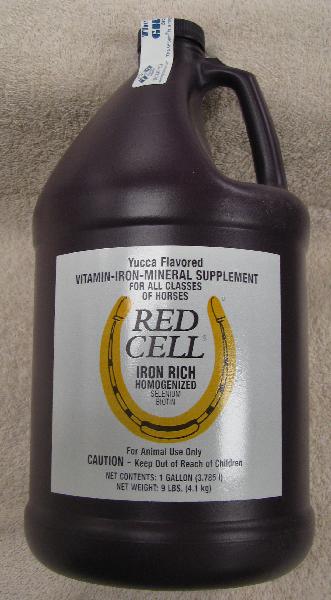 Yucca Flavored
VITAMIN-IRON-MINERAL SUPPLEMENT
FOR ALL CLASSES
OF HORSES
RED
CELL
IRON RICH
HOMOGENIZED
SELENIUM
BIOTIN
For Animal Use Only
CAUTION - Keep Out of Reach of Children
NET CONTENTS: 1 GALLON (3.785 l)
NET WEIGHT: 9 LBS. (4.1 kg)